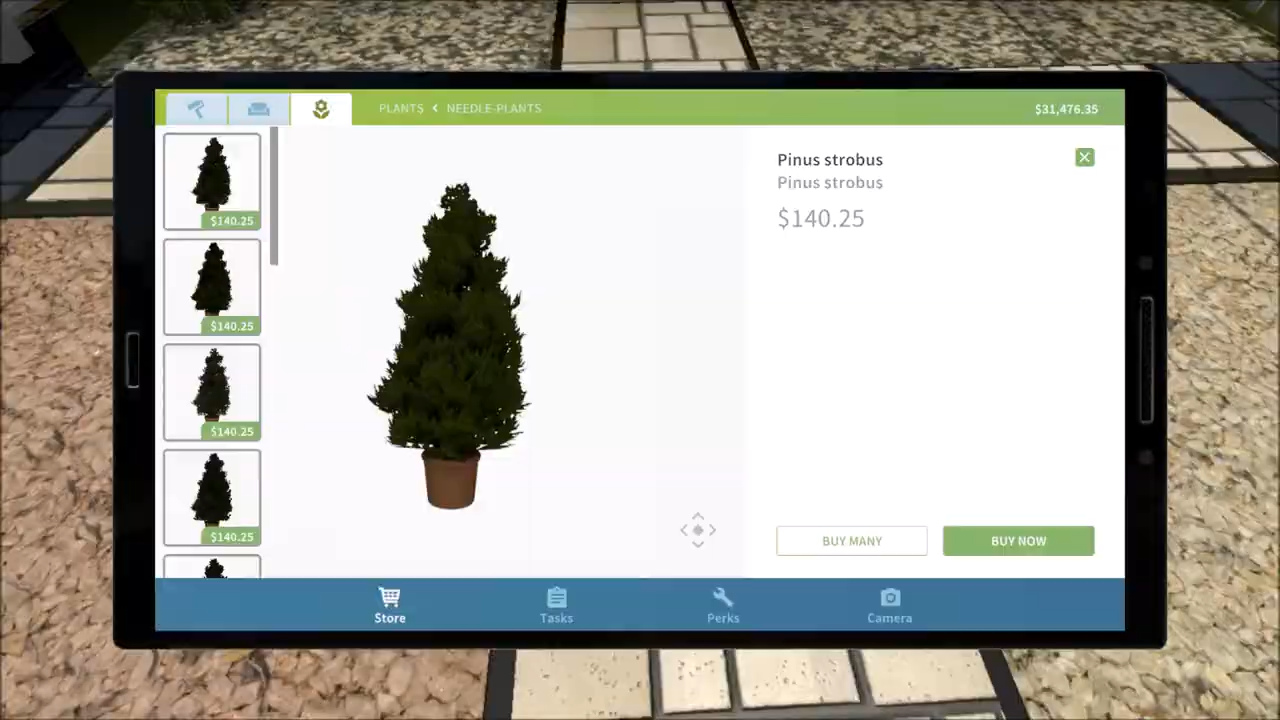 PLANTS < NEEDLE-PLANTS
$31,476.35
$140.25
$140.25
$140.25
$140.25
Pinus strobus
Pinus strobus
$140.25
BUY MANY
BUY NOW
Store
Tasks
Perks
Camera